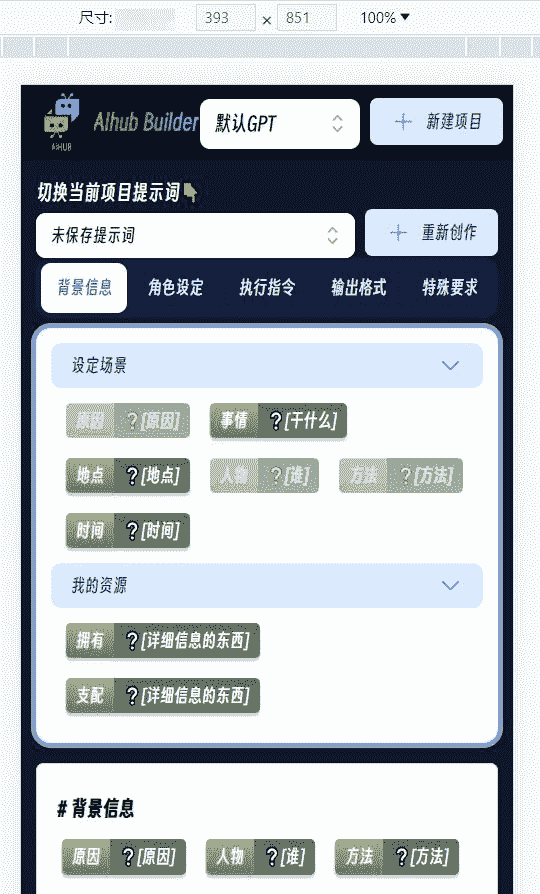 尺寸:
393 × 851 100%
AIHUB AIhub Builder 默认GPT 新建项目
切换当前项目提示词
未保存提示词 重新创作
背景信息 角色设定 执行指令 输出格式 特殊要求
设定场景
原因 ?[原因] 事情 ?[干什么]
地点 ?[地点] 人物 ?[谁] 方法 ?[方法]
时间 ?[时间]
我的资源
拥有 ?[详细信息的东西]
支配 ?[详细信息的东西]
# 背景信息
原因 ?[原因] 人物 ?[谁] 方法 ?[方法]